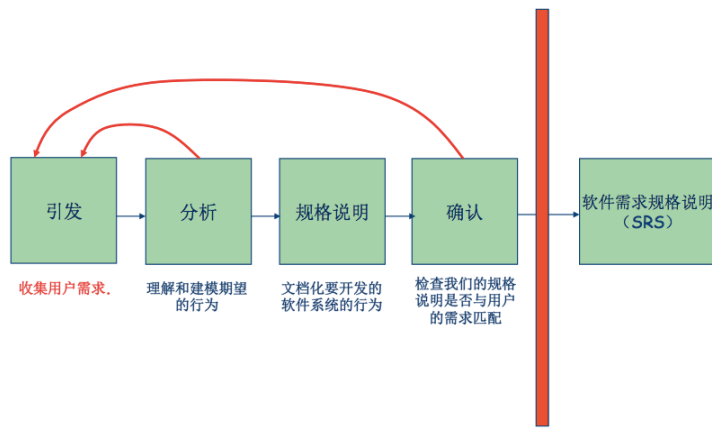 引发
分析
规格说明
确认
软件需求规格说明
（SRS）
收集用户需求.
理解和建模期望
的行为
文档化要开发的
软件系统的行为
检查我们的规格
说明是否与用户
的需求匹配